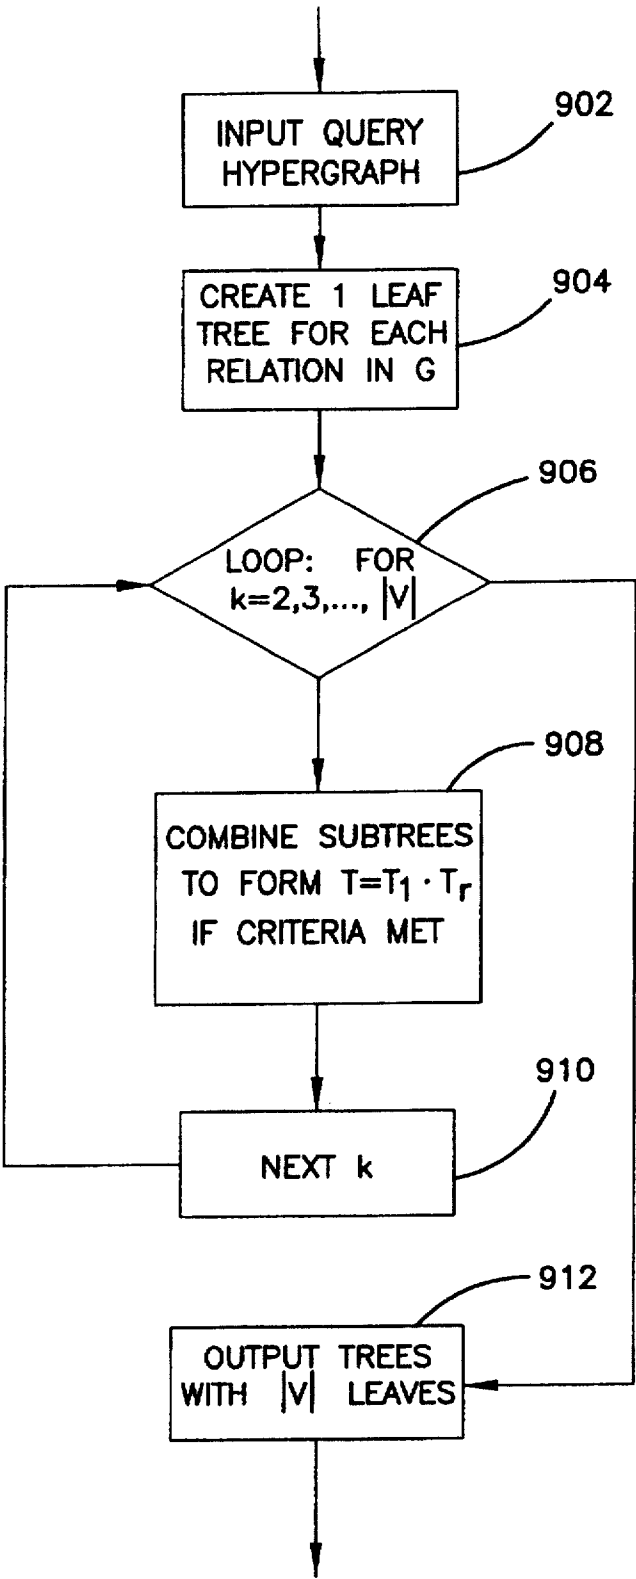 902
INPUT QUERY
HYPERGRAPH
904
CREATE 1 LEAF
TREE FOR EACH
RELATION IN G
906
LOOP: FOR
k=2,3,..., |V|
908
COMBINE SUBTREES
TO FORM T=T1 · Tr
IF CRITERIA MET
910
NEXT k
912
OUTPUT TREES
WITH |V| LEAVES